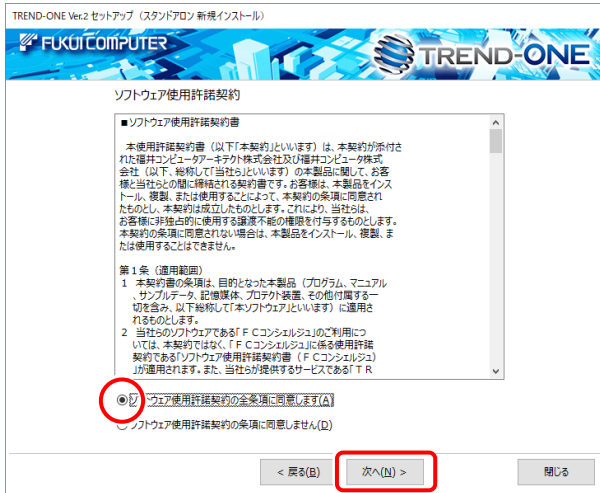 TREND-ONE Ver.2 セットアップ（スタンドアロン 新規インストール）
FUKUI COMPUTER
TREND-ONE
ソフトウェア使用許諾契約
■ソフトウェア使用許諾契約書
本使用許諾契約書（以下「本契約」といいます）は、本契約が添付さ
れた福井コンピュータアーキテクト株式会社及び福井コンピュータ株式
会社（以下、総称して「当社ら」といいます）の本製品に関して、お客
様と当社らとの間に締結される契約書です。お客様は、本製品をインス
トール、複製、または使用することによって、本契約の条項に同意され
たものとし、本契約は成立したものとします。これにより、当社らは、
お客様に非独占的に使用する譲渡不能の権限を付与するものとします。
本契約の条項に同意されない場合は、本製品をインストール、複製、ま
たは使用することはできません。
第１条（適用範囲）
１ 本契約書の条項は、目的となった本製品（プログラム、マニュアル
、サンプルデータ、記憶媒体、プロテクト装置、その他付属する一
切を含み、以下総称して「本ソフトウェア」といいます）に適用さ
れるものとします。
２ 当社らのソフトウェアである「ＦＣコンシェルジュ」のご利用につ
いては、本契約ではなく、「ＦＣコンシェルジュ」に係る使用許諾
契約である「ソフトウェア使用許諾契約書（ＦＣコンシェルジュ）
」が適用されます。また、当社らが提供するサービスである「ＴＲ
ソフトウェア使用許諾契約の全条項に同意します(A)
ソフトウェア使用許諾契約の条項に同意しません(D)
< 戻る(B)
次へ(N) >
閉じる